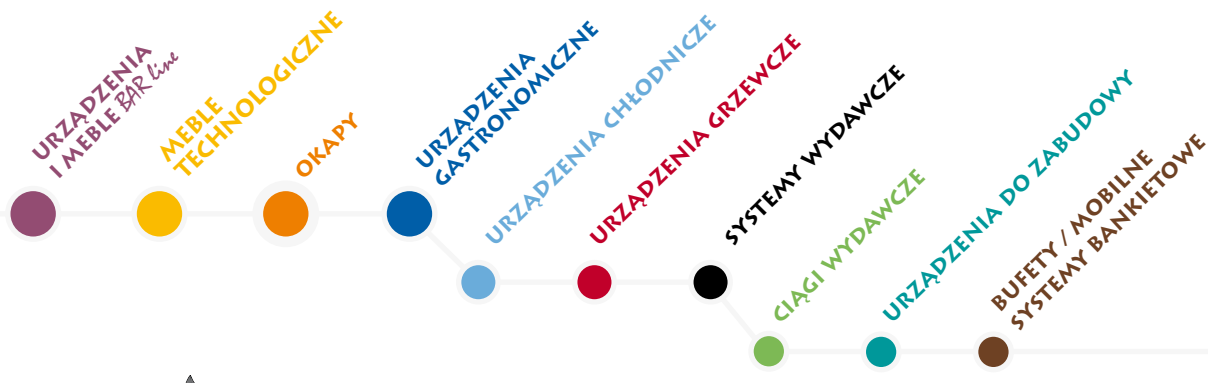 URZĄDZENIA
I MEBLE BAR line
MEBLE
TECHNOLOGICZNE
OKAPY
URZĄDZENIA
GASTRONOMICZNE
URZĄDZENIA CHŁODNICZE
URZĄDZENIA GRZEWCZE
SYSTEMY WYDAWCZE
CIĄGI WYDAWCZE
URZĄDZENIA DO ZABUDOWY
BUFETY / MOBILNE
SYSTEMY BANKIETOWE